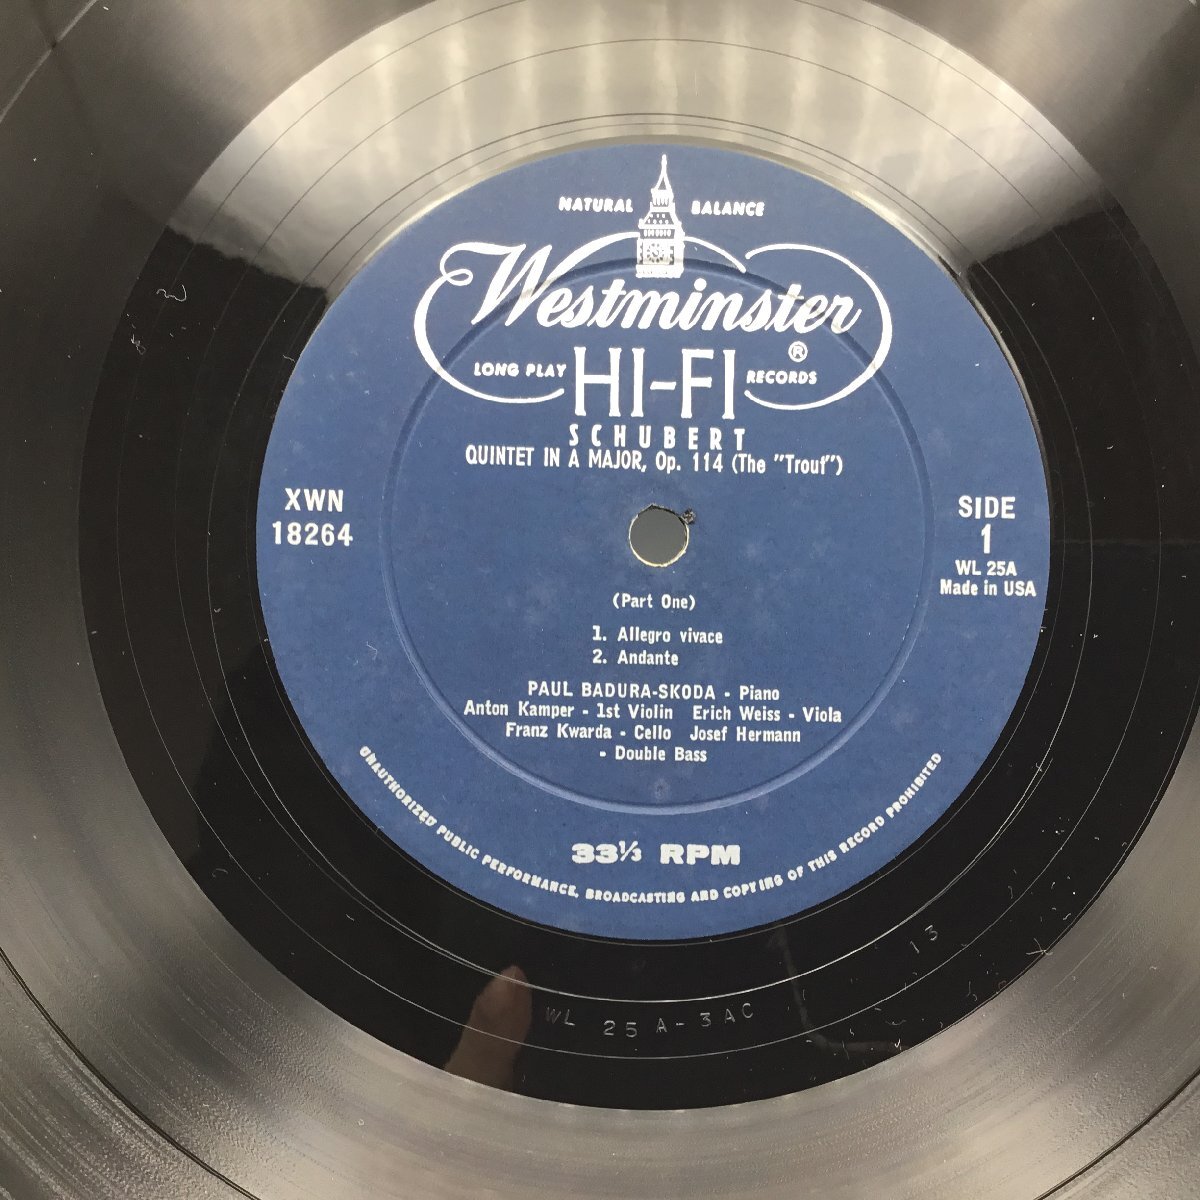 NATURAL BALANCE
Westminster
®
LONG PLAY HI-FI RECORDS
SCHUBERT
QUINTET IN A MAJOR, Op. 114 (The "Trout")
XWN
18264
SIDE
1
WL 25A
Made in USA
(Part One)
1. Allegro vivace
2. Andante
PAUL BADURA-SKODA - Piano
Anton Kamper - 1st Violin Erich Weiss - Viola
Franz Kwarda - Cello Josef Hermann
- Double Bass
33⅓ RPM
UNAUTHORIZED PUBLIC PERFORMANCE, BROADCASTING AND COPYING OF THIS RECORD PROHIBITED
13
WL 25A-3AC